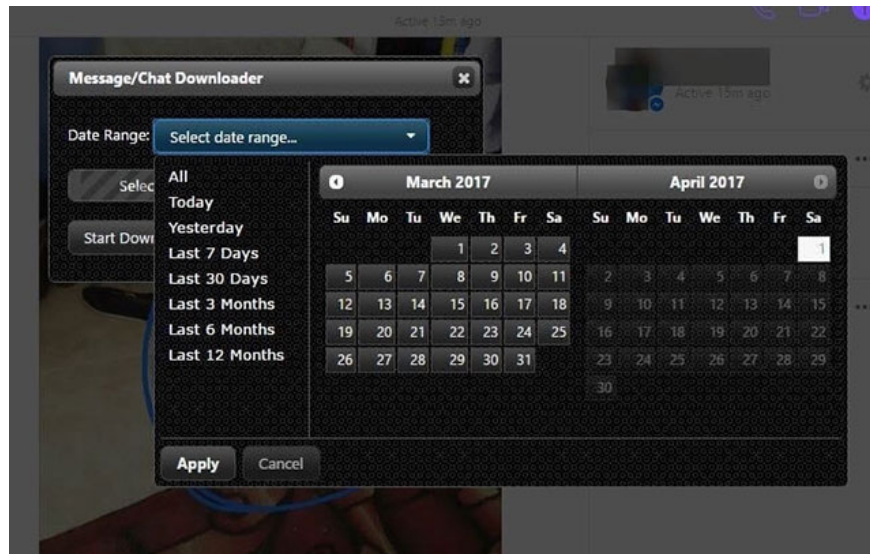 Active 15m ago
Message/Chat Downloader
Active 15m ago
Date Range:
Select date range...
Selec
Start Down
All
Today
Yesterday
Last 7 Days
Last 30 Days
Last 3 Months
Last 6 Months
Last 12 Months
March 2017
Su Mo Tu We Th Fr Sa
1 2 3 4
5 6 7 8 9 10 11
12 13 14 15 16 17 18
19 20 21 22 23 24 25
26 27 28 29 30 31
April 2017
Su Mo Tu We Th Fr Sa
1
2 3 4 5 6 7 8
9 10 11 12 13 14 15
16 17 18 19 20 21 22
23 24 25 26 27 28 29
30
Apply
Cancel